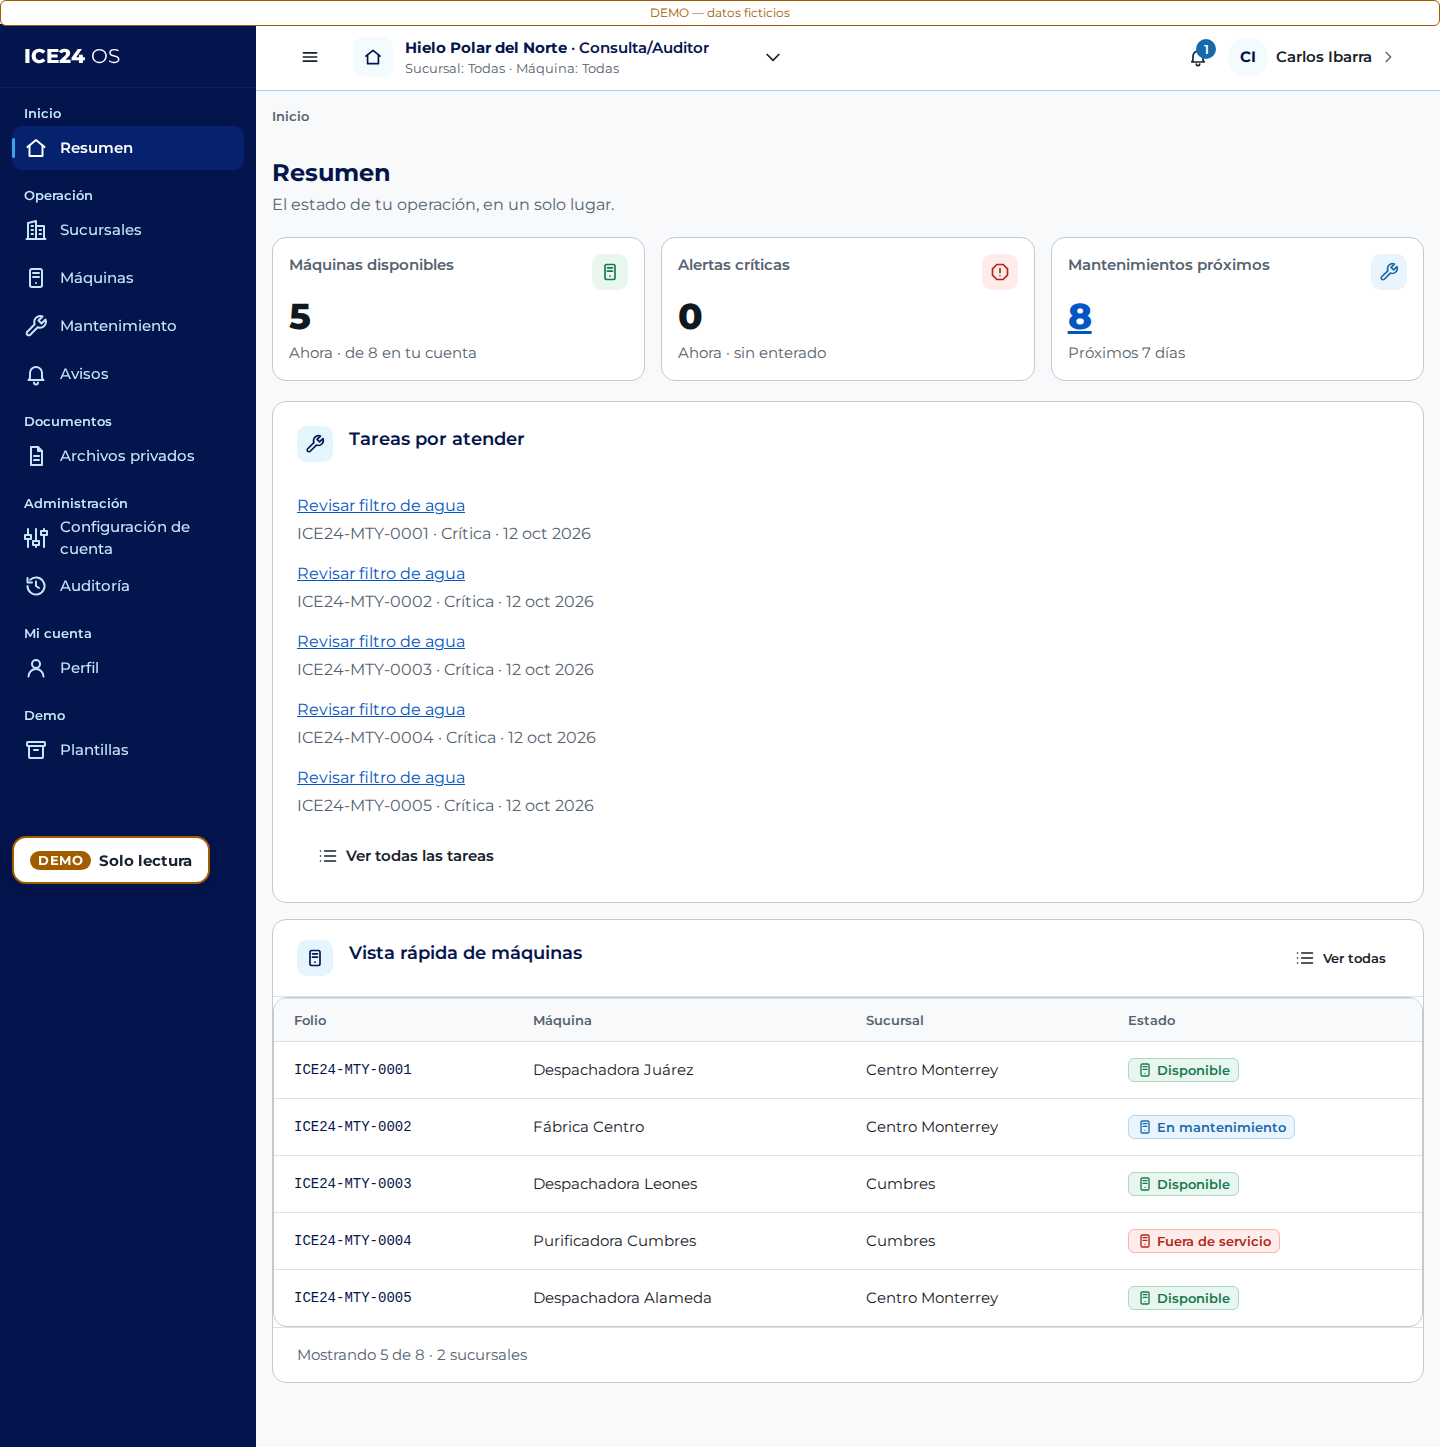 DEMO — datos ficticios
ICE24 OS
Inicio
Resumen
Operación
Sucursales
Máquinas
Mantenimiento
Avisos
Documentos
Archivos privados
Administración
Configuración de
cuenta
Auditoría
Mi cuenta
Perfil
Demo
Plantillas
DEMO Solo lectura
Hielo Polar del Norte · Consulta/Auditor
Sucursal: Todas · Máquina: Todas
1
CI Carlos Ibarra
Inicio
Resumen
El estado de tu operación, en un solo lugar.
Máquinas disponibles
5
Ahora · de 8 en tu cuenta
Alertas críticas
0
Ahora · sin enterado
Mantenimientos próximos
8
Próximos 7 días
Tareas por atender
Revisar filtro de agua
ICE24-MTY-0001 · Crítica · 12 oct 2026
Revisar filtro de agua
ICE24-MTY-0002 · Crítica · 12 oct 2026
Revisar filtro de agua
ICE24-MTY-0003 · Crítica · 12 oct 2026
Revisar filtro de agua
ICE24-MTY-0004 · Crítica · 12 oct 2026
Revisar filtro de agua
ICE24-MTY-0005 · Crítica · 12 oct 2026
Ver todas las tareas
Vista rápida de máquinas
Ver todas
Folio Máquina Sucursal Estado
ICE24-MTY-0001 Despachadora Juárez Centro Monterrey Disponible
ICE24-MTY-0002 Fábrica Centro Centro Monterrey En mantenimiento
ICE24-MTY-0003 Despachadora Leones Cumbres Disponible
ICE24-MTY-0004 Purificadora Cumbres Cumbres Fuera de servicio
ICE24-MTY-0005 Despachadora Alameda Centro Monterrey Disponible
Mostrando 5 de 8 · 2 sucursales